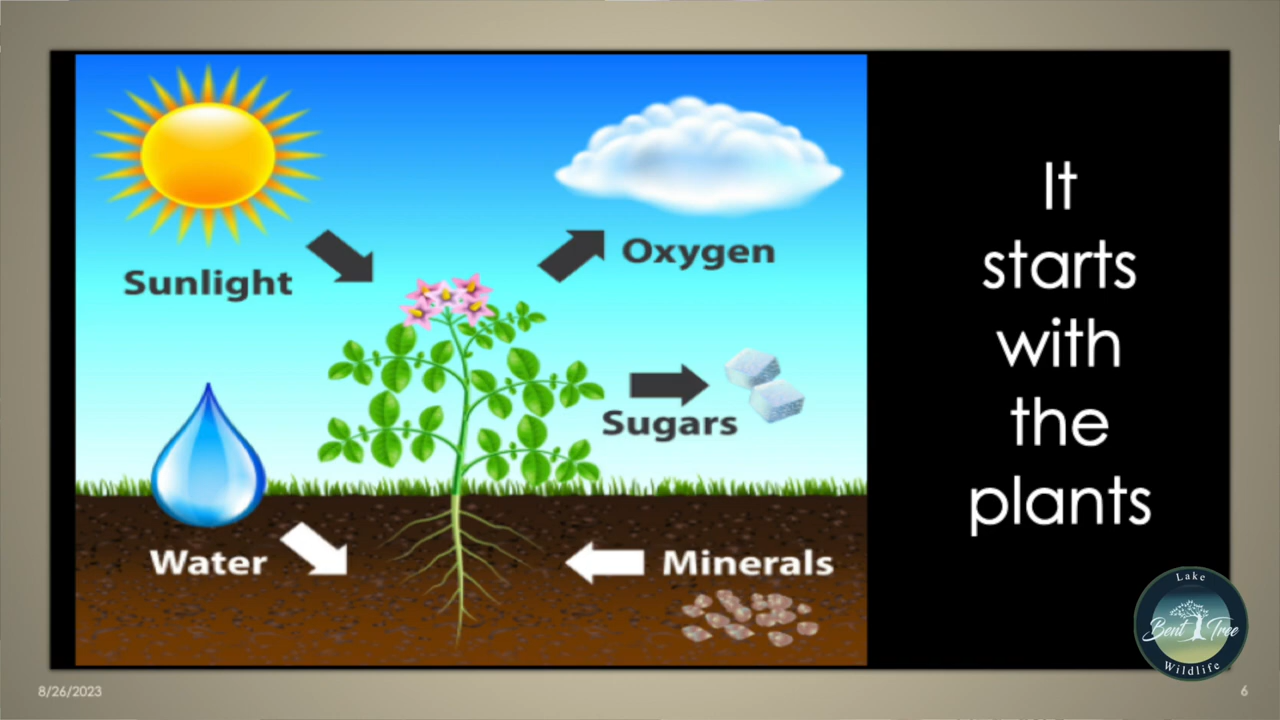 Sunlight
Oxygen
Sugars
Water
Minerals
It
starts
with
the
plants
Lake
Bent Tree
Wildlife
8/26/2023
6